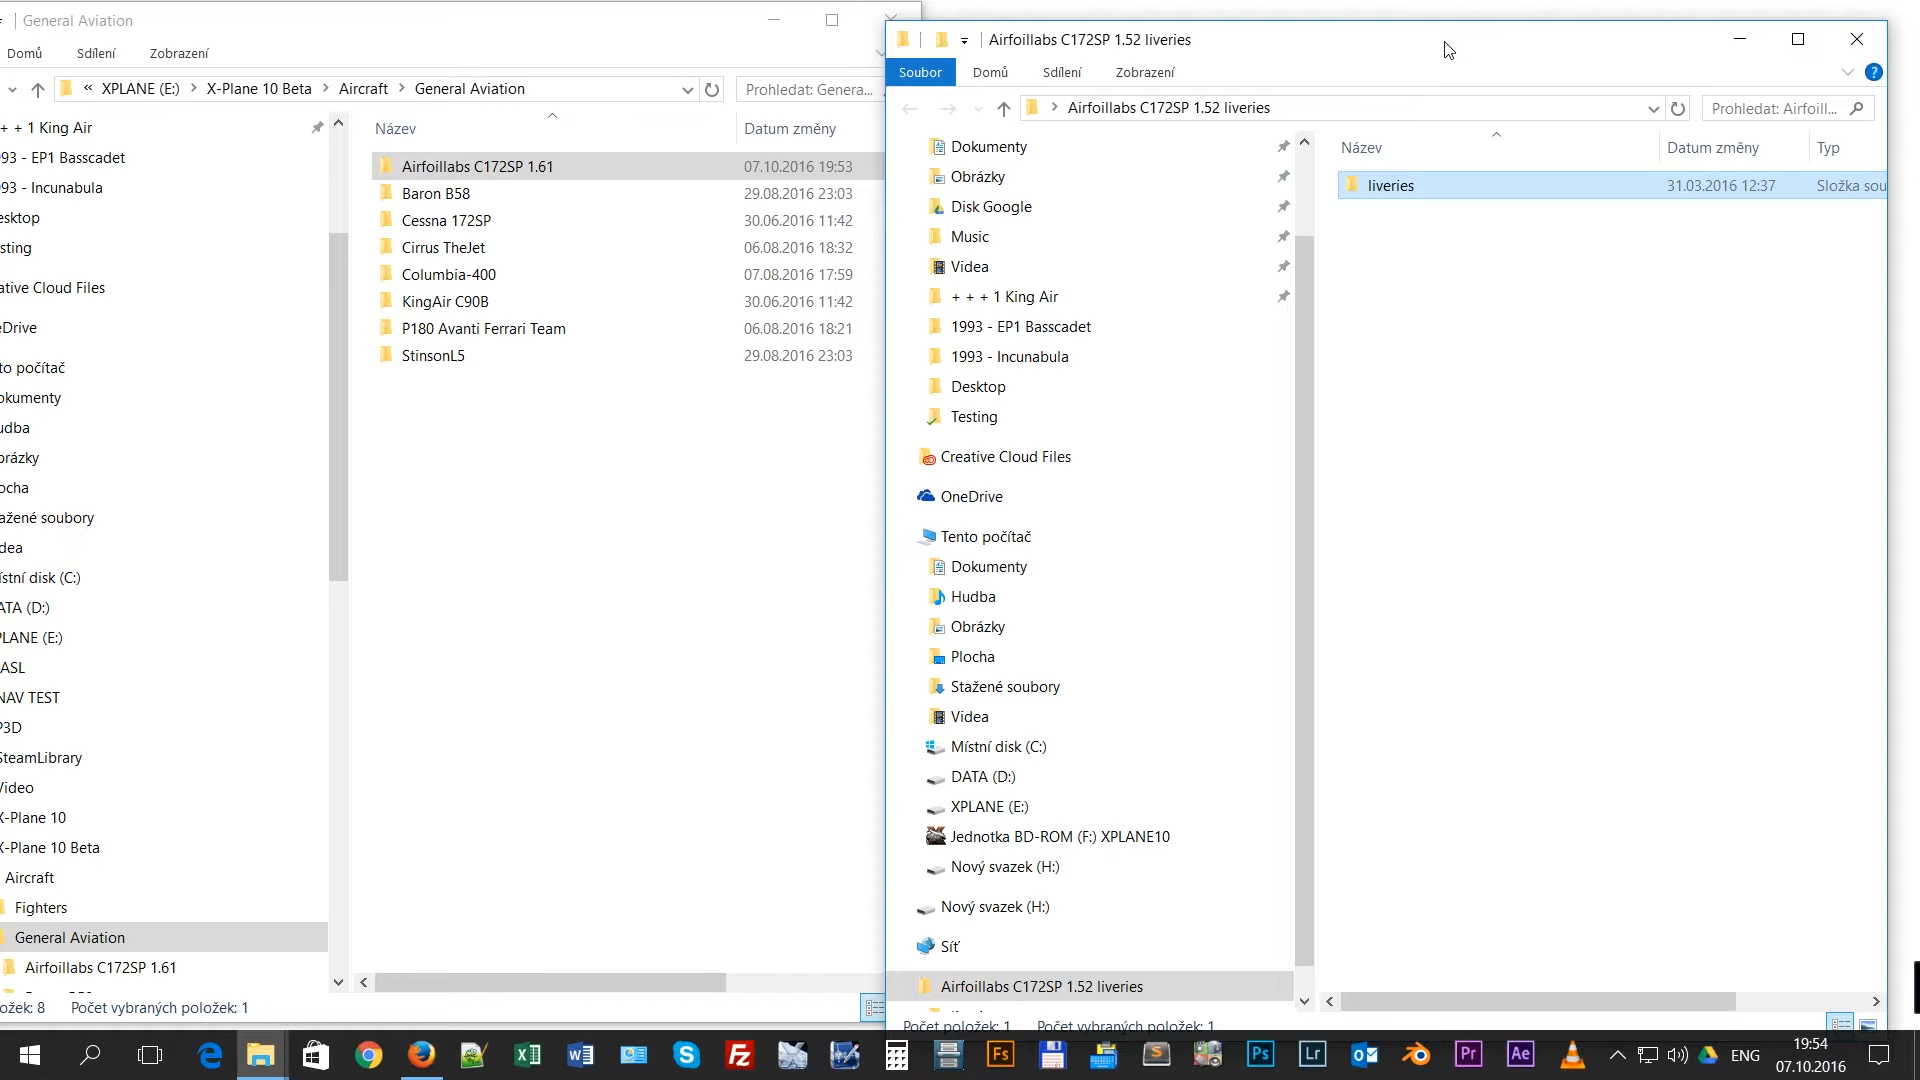 General Aviation
Domů Sdílení Zobrazení
« XPLANE (E:) > X-Plane 10 Beta > Aircraft > General Aviation
Prohledat: Genera...
+ + 1 King Air
993 - EP1 Basscadet
993 - Incunabula
esktop
sting
ative Cloud Files
eDrive
to počítač
okumenty
udba
brázky
ocha
ažené soubory
dea
ístní disk (C:)
ATA (D:)
PLANE (E:)
ASL
NAV TEST
P3D
SteamLibrary
Video
X-Plane 10
X-Plane 10 Beta
Aircraft
Fighters
General Aviation
Airfoillabs C172SP 1.61
Název Datum změny
Airfoillabs C172SP 1.61 07.10.2016 19:53
Baron B58 29.08.2016 23:03
Cessna 172SP 30.06.2016 11:42
Cirrus TheJet 06.08.2016 18:32
Columbia-400 07.08.2016 17:59
KingAir C90B 30.06.2016 11:42
P180 Avanti Ferrari Team 06.08.2016 18:21
StinsonL5 29.08.2016 23:03
ožek: 8 Počet vybraných položek: 1
Airfoillabs C172SP 1.52 liveries
Soubor Domů Sdílení Zobrazení
> Airfoillabs C172SP 1.52 liveries
Prohledat: Airfoill...
Dokumenty
Obrázky
Disk Google
Music
Videa
+ + + 1 King Air
1993 - EP1 Basscadet
1993 - Incunabula
Desktop
Testing
Creative Cloud Files
OneDrive
Tento počítač
Dokumenty
Hudba
Obrázky
Plocha
Stažené soubory
Videa
Místní disk (C:)
DATA (D:)
XPLANE (E:)
Jednotka BD-ROM (F:) XPLANE10
Nový svazek (H:)
Nový svazek (H:)
Síť
Airfoillabs C172SP 1.52 liveries
Název Datum změny Typ
liveries 31.03.2016 12:37 Složka sou
Počet položek: 1 Počet vybraných položek: 1
Fs
S
Ps
Lr
Pr
Ae
ENG
19:54
07.10.2016